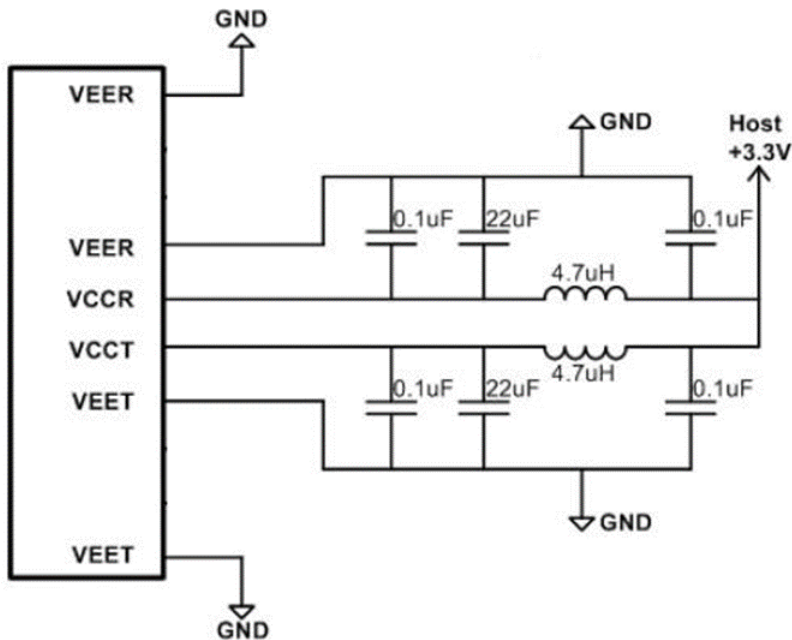 GND
VEER
GND
Host
+3.3V
0.1uF
22uF
0.1uF
VEER
4.7uH
VCCR
VCCT
4.7uH
0.1uF
22uF
0.1uF
VEET
GND
VEET
GND